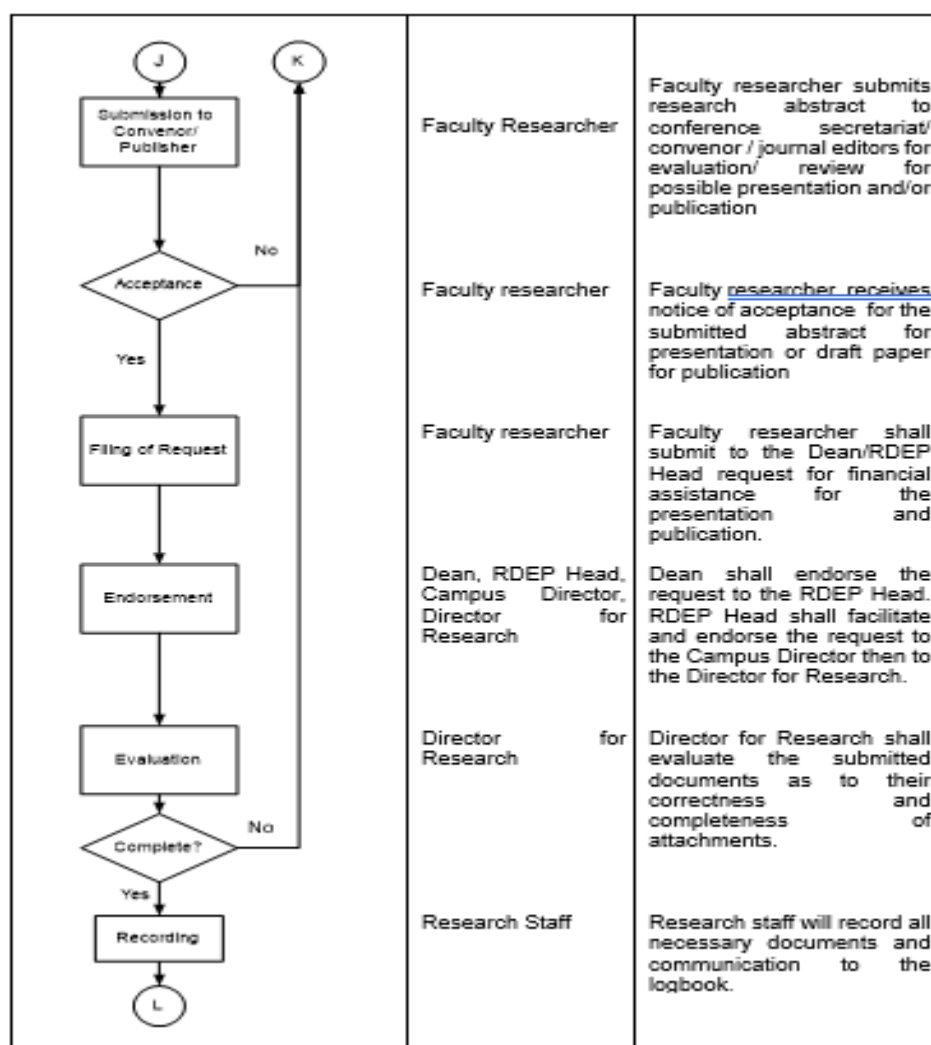 J
K
Submission to
Convenor/
Publisher
Faculty Researcher
Faculty researcher submits
research abstract to
conference secretariat/
convenor / journal editors for
evaluation/ review for
possible presentation and/or
publication
No
Acceptance
Faculty researcher
Faculty researcher receives
notice of acceptance for the
submitted abstract for
presentation or draft paper
for publication
Yes
Filing of Request
Faculty researcher
Faculty researcher shall
submit to the Dean/RDEP
Head request for financial
assistance for the
presentation and
publication.
Endorsement
Dean, RDEP Head,
Campus Director,
Director for
Research
Dean shall endorse the
request to the RDEP Head.
RDEP Head shall facilitate
and endorse the request to
the Campus Director then to
the Director for Research.
Evaluation
Director for
Research
Director for Research shall
evaluate the submitted
documents as to their
correctness and
completeness of
attachments.
No
Complete?
Yes
Recording
Research Staff
Research staff will record all
necessary documents and
communication to the
logbook.
L